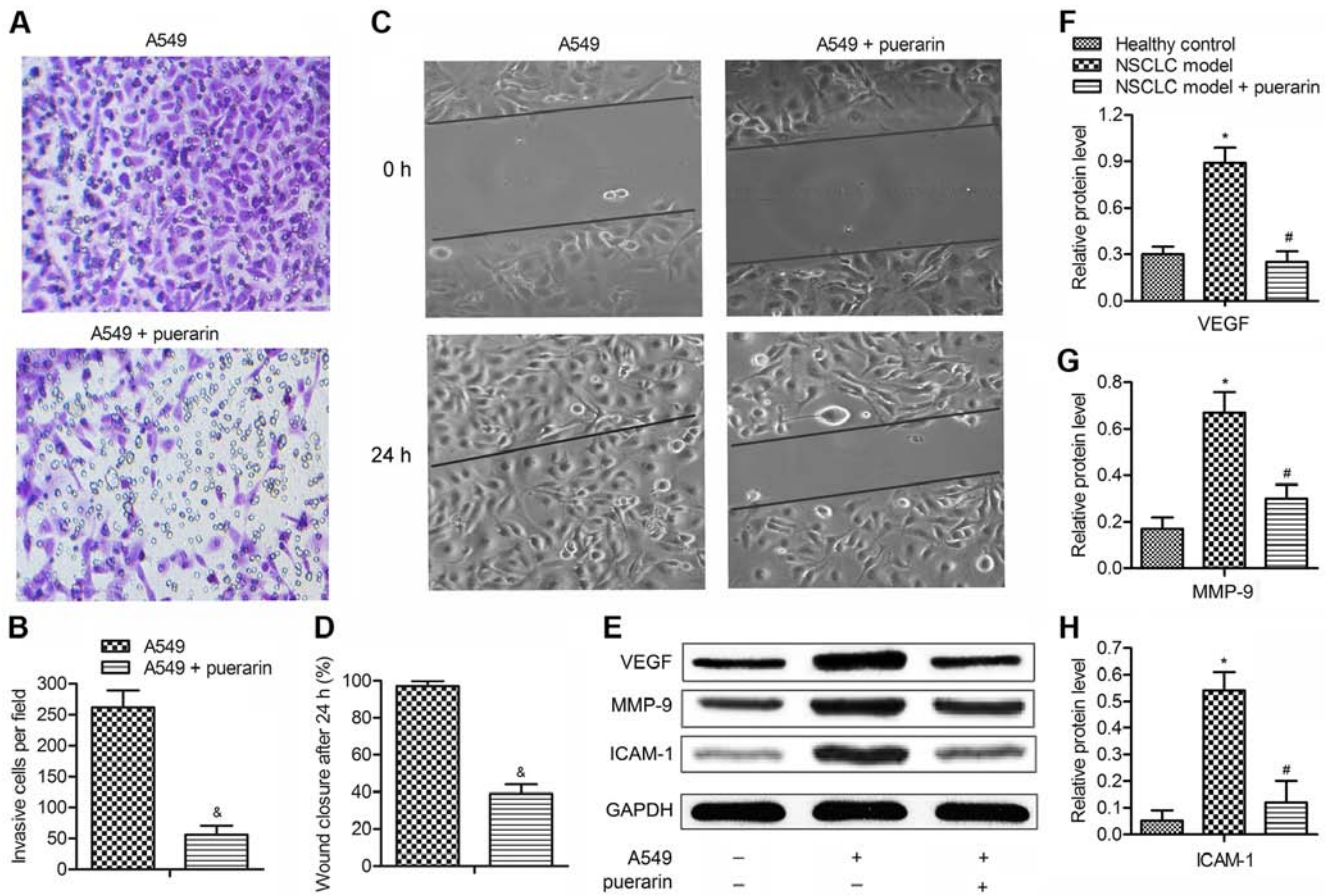 A
A549
A549 + puerarin
B
A549
A549 + puerarin
Invasive cells per field
300
250
200
150
100
50
0
&
C
A549
A549 + puerarin
0 h
24 h
D
Wound closure after 24 h (%)
100
80
60
40
20
0
&
E
VEGF
MMP-9
ICAM-1
GAPDH
A549 – + +
puerarin – – +
F
Healthy control
NSCLC model
NSCLC model + puerarin
Relative protein level
1.2
0.9
0.6
0.3
0.0
*
#
VEGF
G
Relative protein level
0.8
0.6
0.4
0.2
0.0
*
#
MMP-9
H
Relative protein level
0.7
0.6
0.5
0.4
0.3
0.2
0.1
0.0
*
#
ICAM-1